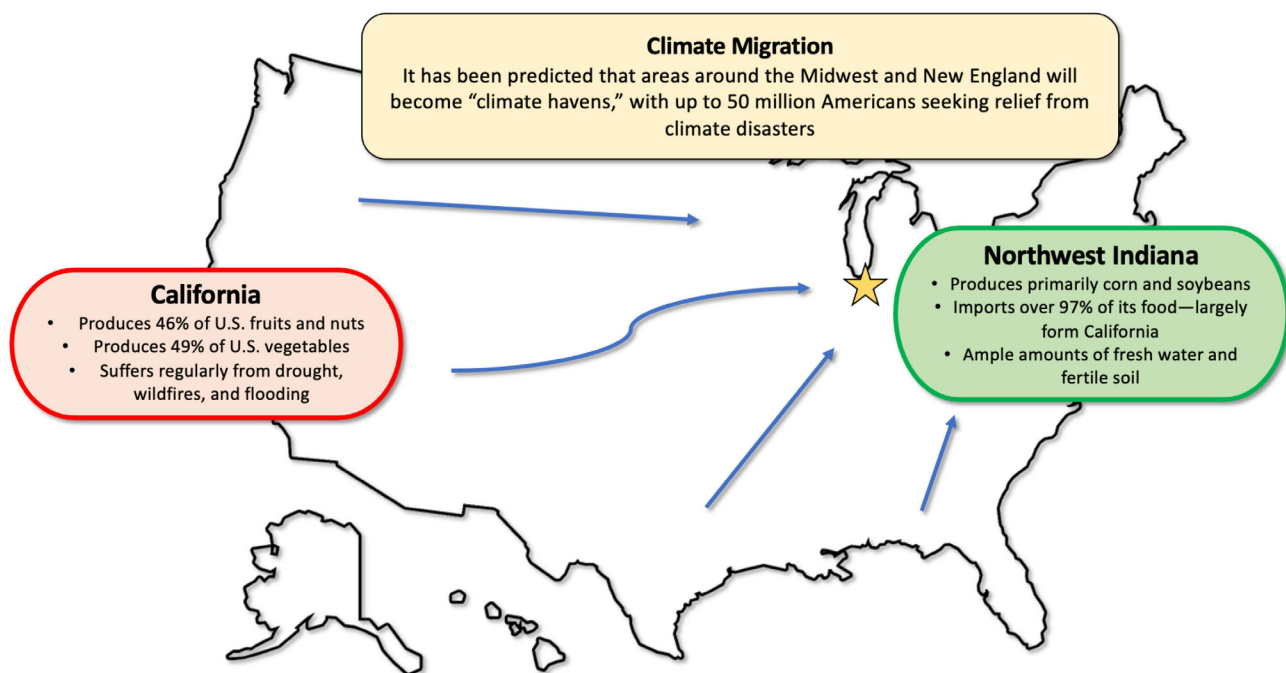 Climate Migration
It has been predicted that areas around the Midwest and New England will
become “climate havens,” with up to 50 million Americans seeking relief from
climate disasters
California
• Produces 46% of U.S. fruits and nuts
• Produces 49% of U.S. vegetables
• Suffers regularly from drought,
wildfires, and flooding
Northwest Indiana
• Produces primarily corn and soybeans
• Imports over 97% of its food—largely
form California
• Ample amounts of fresh water and
fertile soil